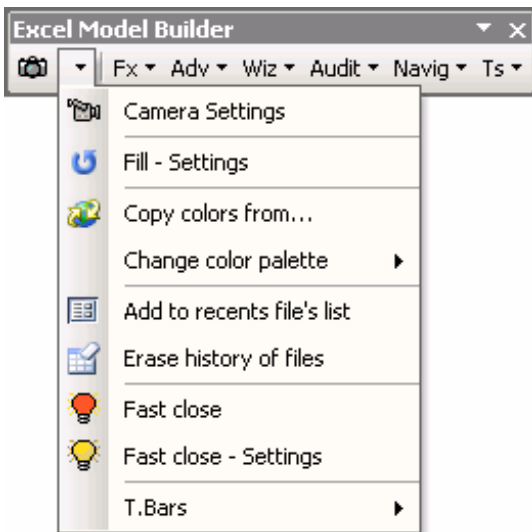 Excel Model Builder
Fx Adv Wiz Audit Navig Ts
Camera Settings
Fill - Settings
Copy colors from...
Change color palette
Add to recents file's list
Erase history of files
Fast close
Fast close - Settings
T.Bars